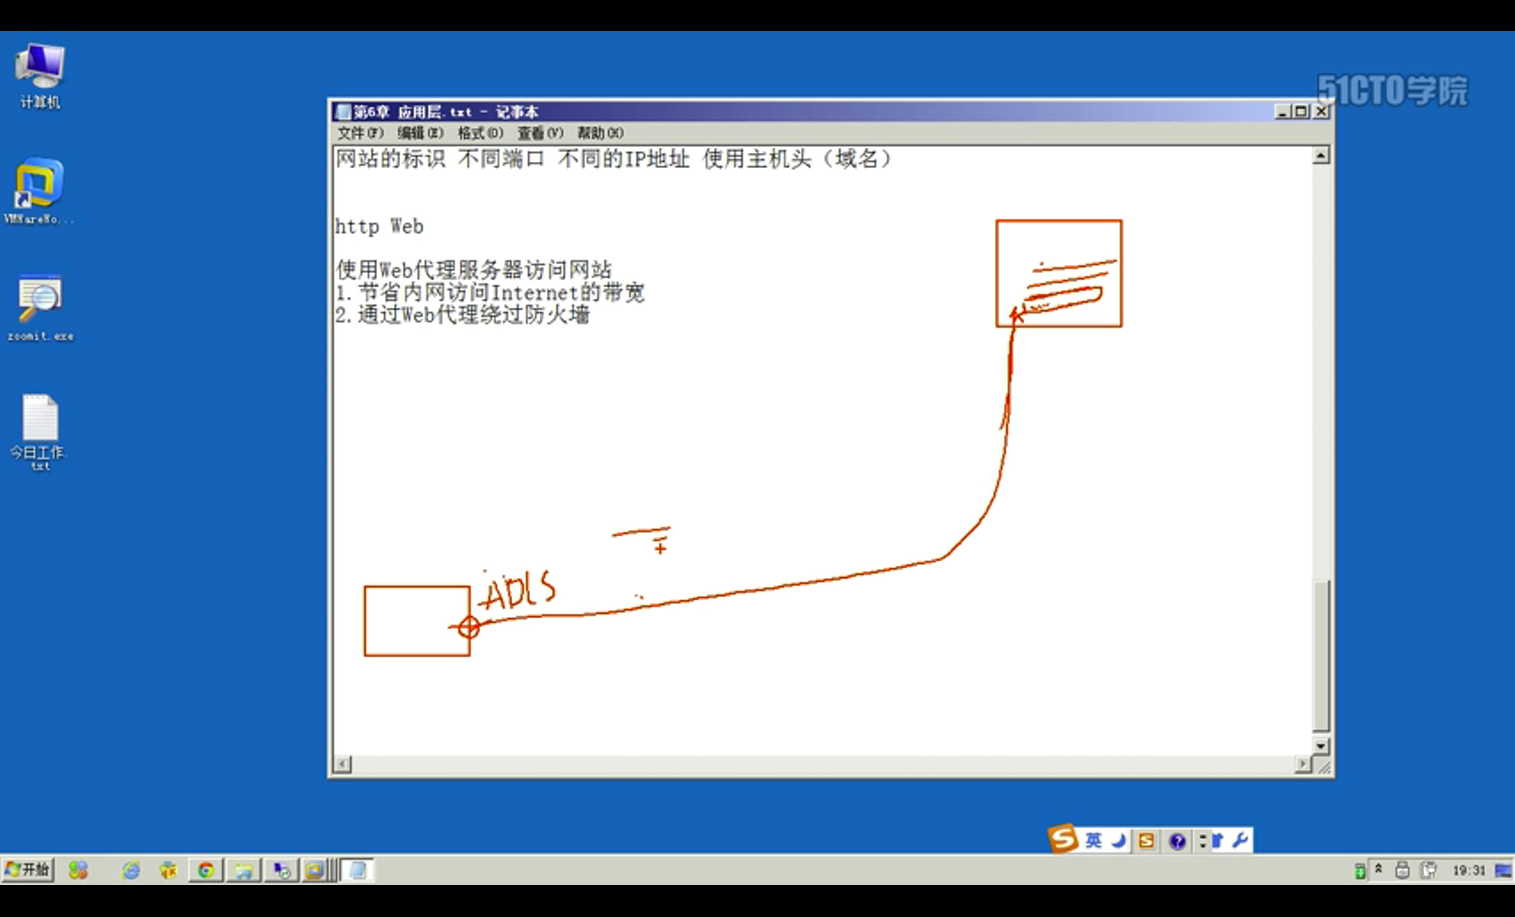 51CTO学院
计算机
VMWareWo...
zoomit.exe
今日工作.
txt
第6章 应用层.txt - 记事本
文件(F) 编辑(E) 格式(O) 查看(V) 帮助(H)
网站的标识 不同端口 不同的IP地址 使用主机头（域名）
http Web
使用Web代理服务器访问网站
1.节省内网访问Internet的带宽
2.通过Web代理绕过防火墙
ADLS
英
开始
19:31